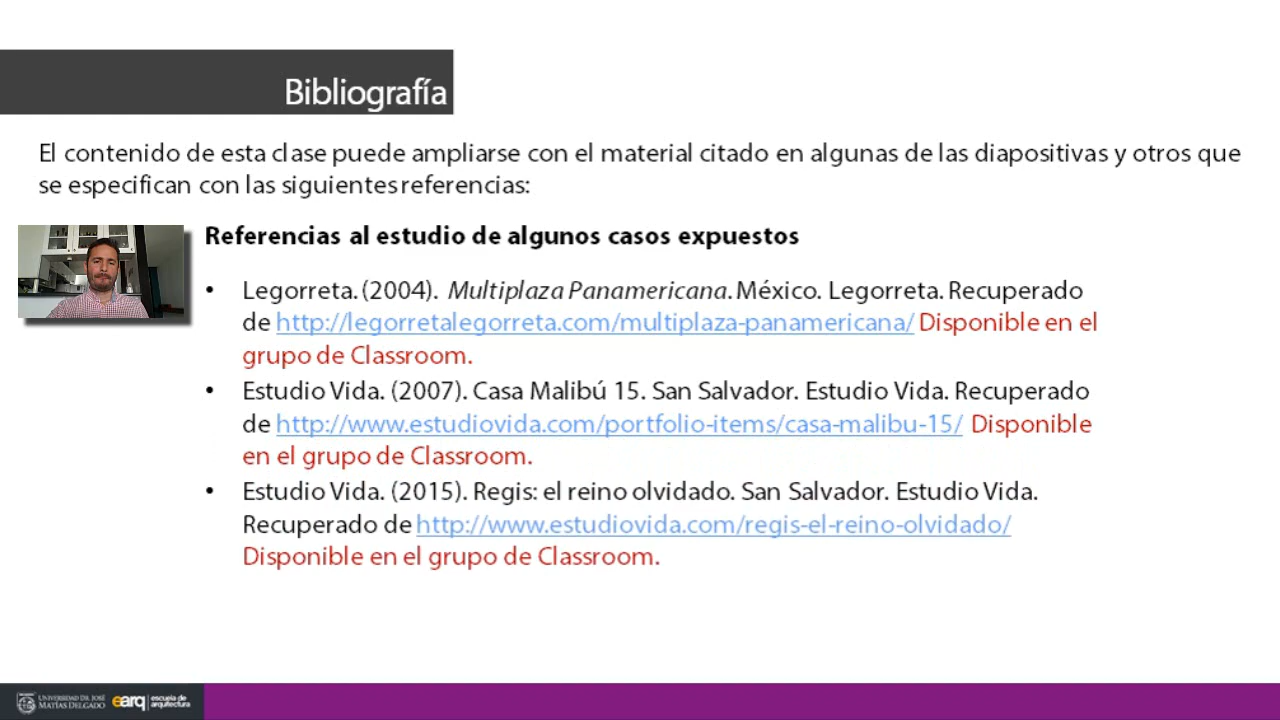 Bibliografía
El contenido de esta clase puede ampliarse con el material citado en algunas de las diapositivas y otros que
se especifican con las siguientes referencias:
Referencias al estudio de algunos casos expuestos
• Legorreta. (2004). Multiplaza Panamericana. México. Legorreta. Recuperado
de http://legorretalegorreta.com/multiplaza-panamericana/ Disponible en el
grupo de Classroom.
• Estudio Vida. (2007). Casa Malibú 15. San Salvador. Estudio Vida. Recuperado
de http://www.estudiovida.com/portfolio-items/casa-malibu-15/ Disponible
en el grupo de Classroom.
• Estudio Vida. (2015). Regis: el reino olvidado. San Salvador. Estudio Vida.
Recuperado de http://www.estudiovida.com/regis-el-reino-olvidado/
Disponible en el grupo de Classroom.
UNIVERSIDAD DR. JOSÉ
MATÍAS DELGADO
earq
escuela de
arquitectura